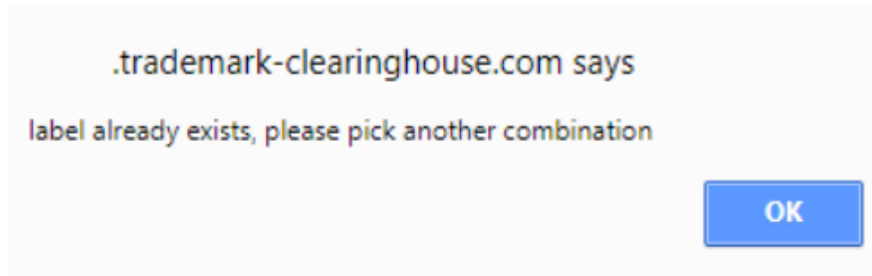 .trademark-clearinghouse.com says
label already exists, please pick another combination
OK